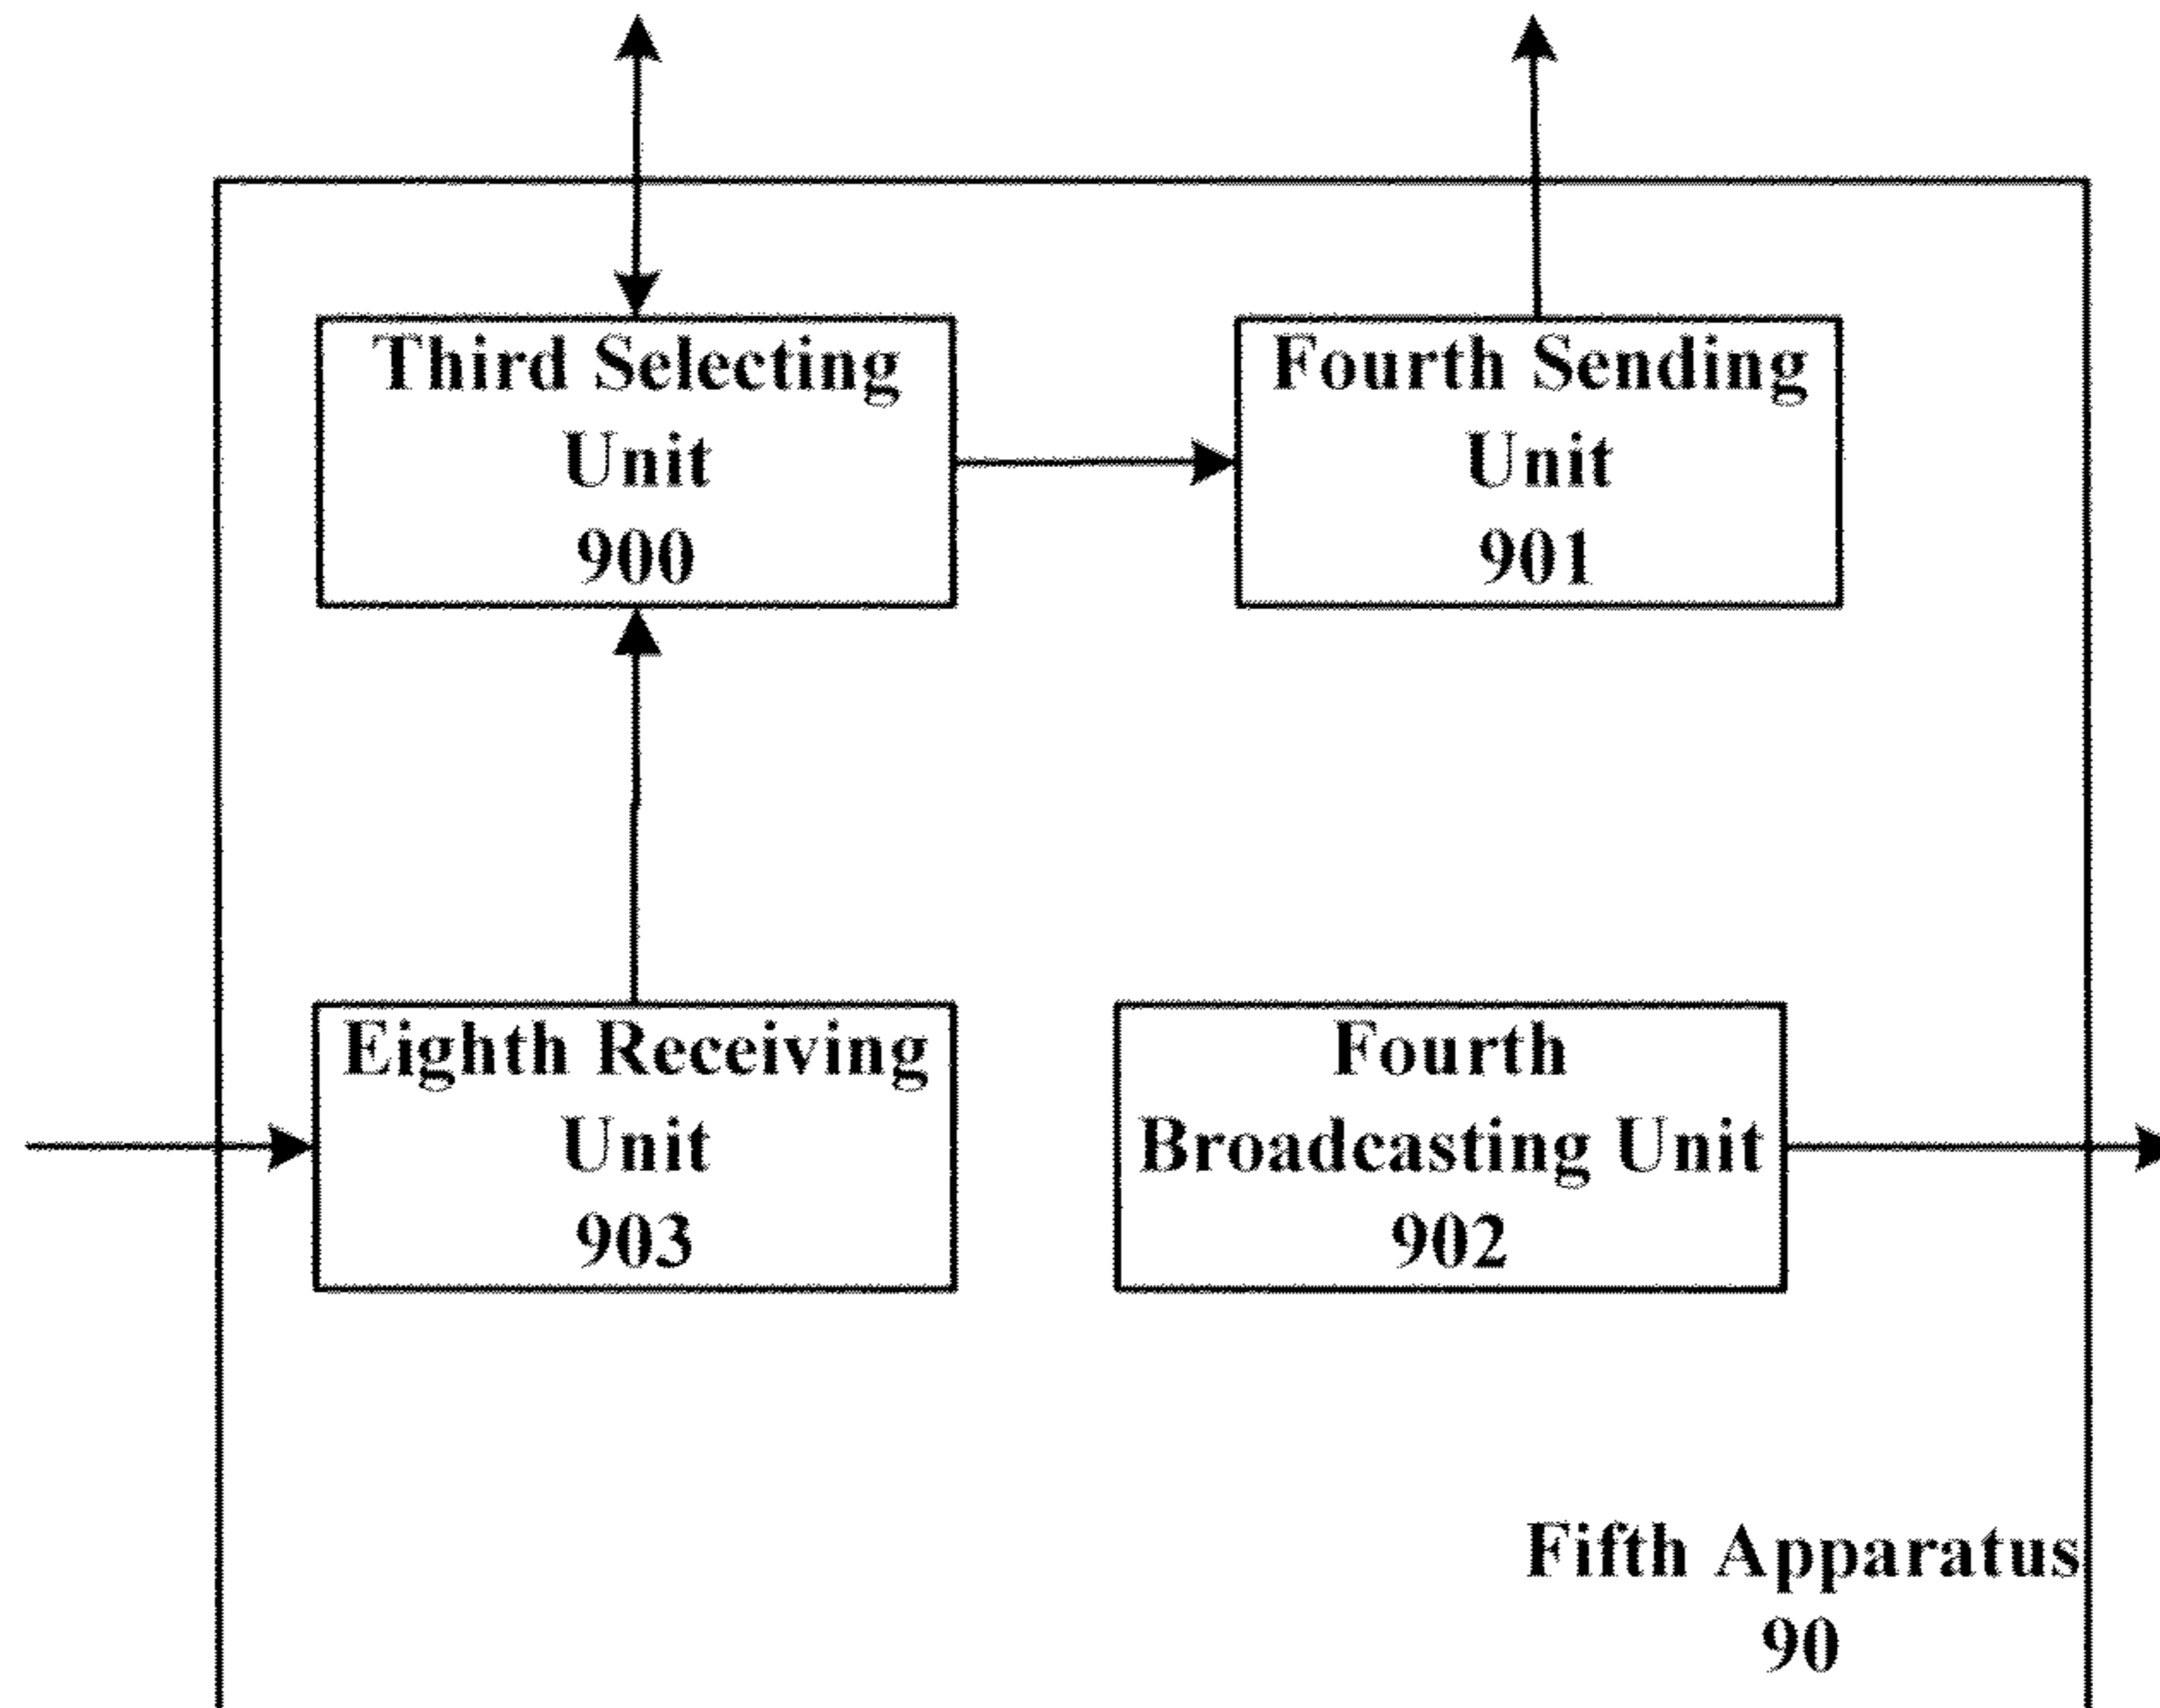 Third Selecting
Unit
900
Fourth Sending
Unit
901
Eighth Receiving
Unit
903
Fourth
Broadcasting Unit
902
Fifth Apparatus
90